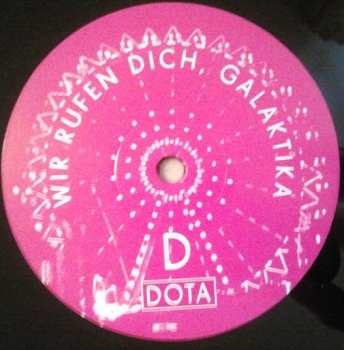 WIR RUFEN DICH, GALAKTIKA
D
DOTA